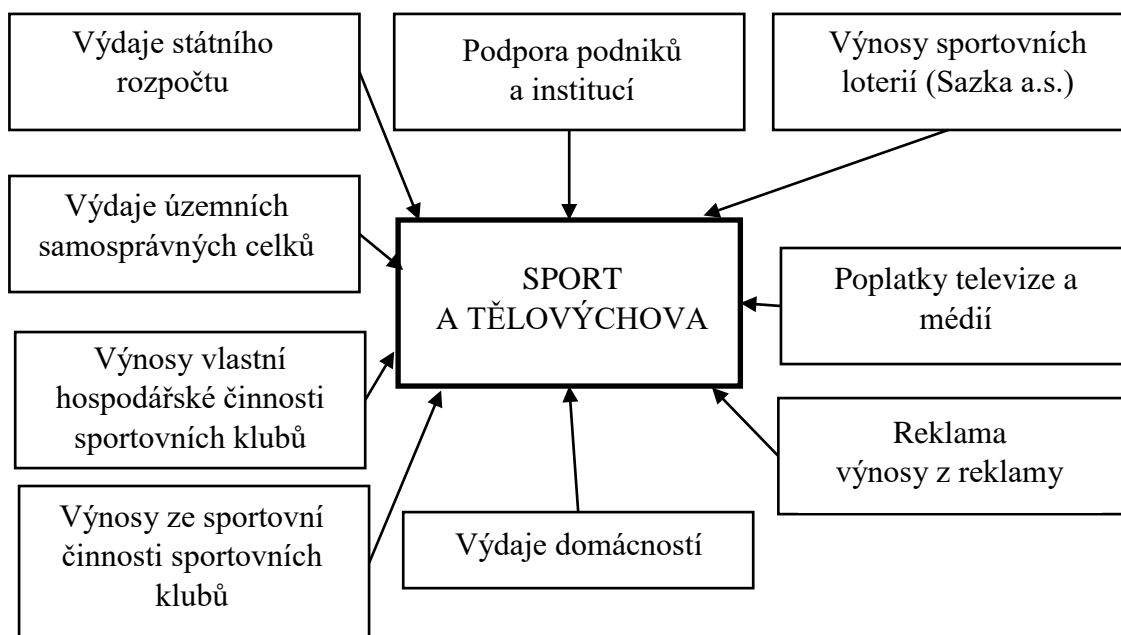 Výdaje státního
rozpočtu
Podpora podniků
a institucí
Výnosy sportovních
loterií (Sazka a.s.)
Výdaje územních
samosprávných celků
SPORT
A TĚLOVÝCHOVA
Poplatky televize a
médií
Výnosy vlastní
hospodářské činnosti
sportovních klubů
Reklama
výnosy z reklamy
Výnosy ze sportovní
činnosti sportovních
klubů
Výdaje domácností